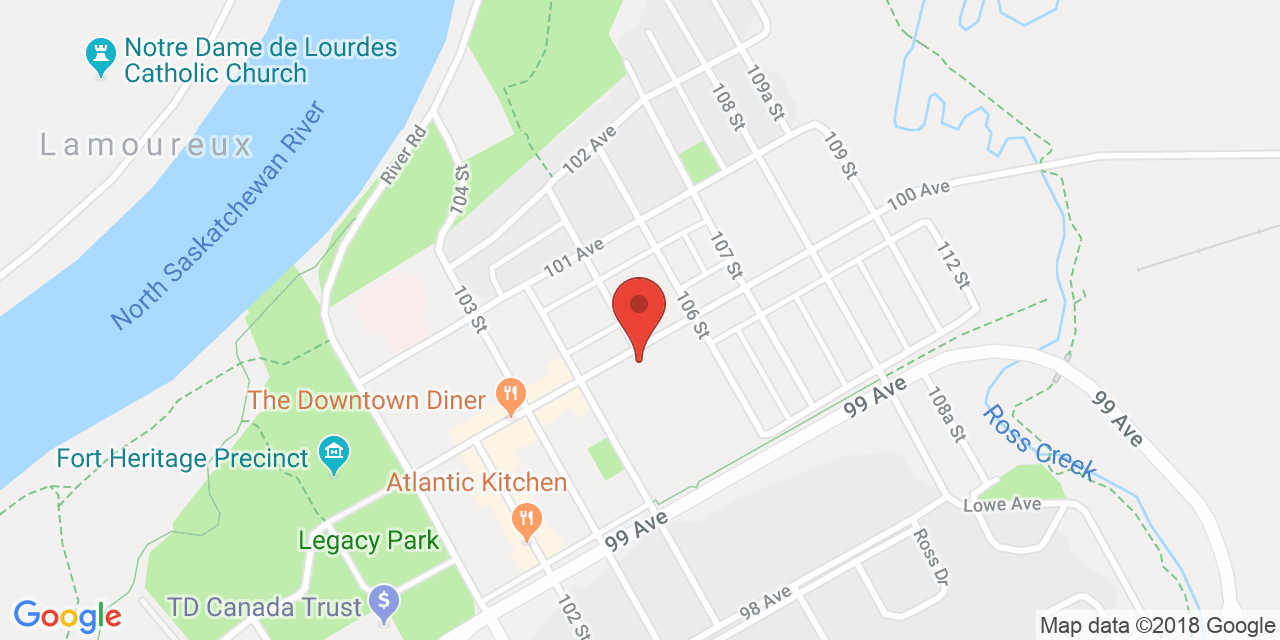 Notre Dame de Lourdes
Catholic Church
Lamoureux
North Saskatchewan River
River Rd
104 St
102 Ave
108 St
109a St
109 St
100 Ave
101 Ave
107 St
112 St
103 St
106 St
The Downtown Diner
99 Ave
99 Ave
108a St
Ross Creek
Fort Heritage Precinct
Atlantic Kitchen
Lowe Ave
Legacy Park
99 Ave
Ross Dr
TD Canada Trust
$
102 St
98 Ave
Google
Map data ©2018 Google